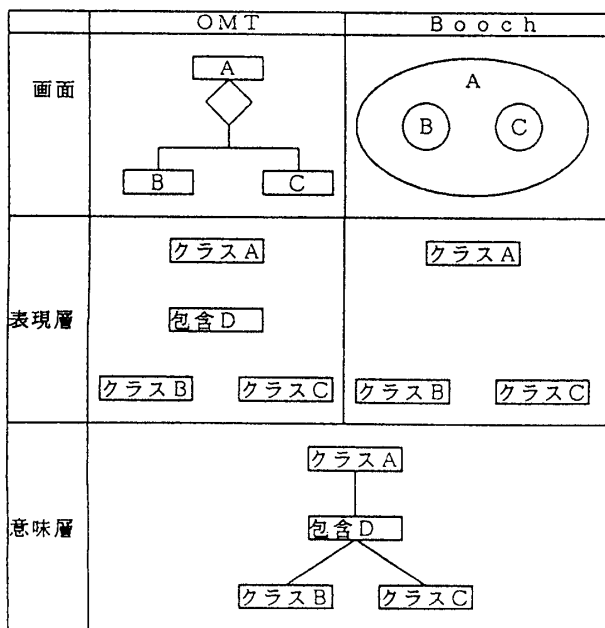 OMT Booch
画面
A
B C
A
B C
表現層
クラスA
包含D
クラスB クラスC
クラスA
クラスB クラスC
意味層
クラスA
包含D
クラスB クラスC